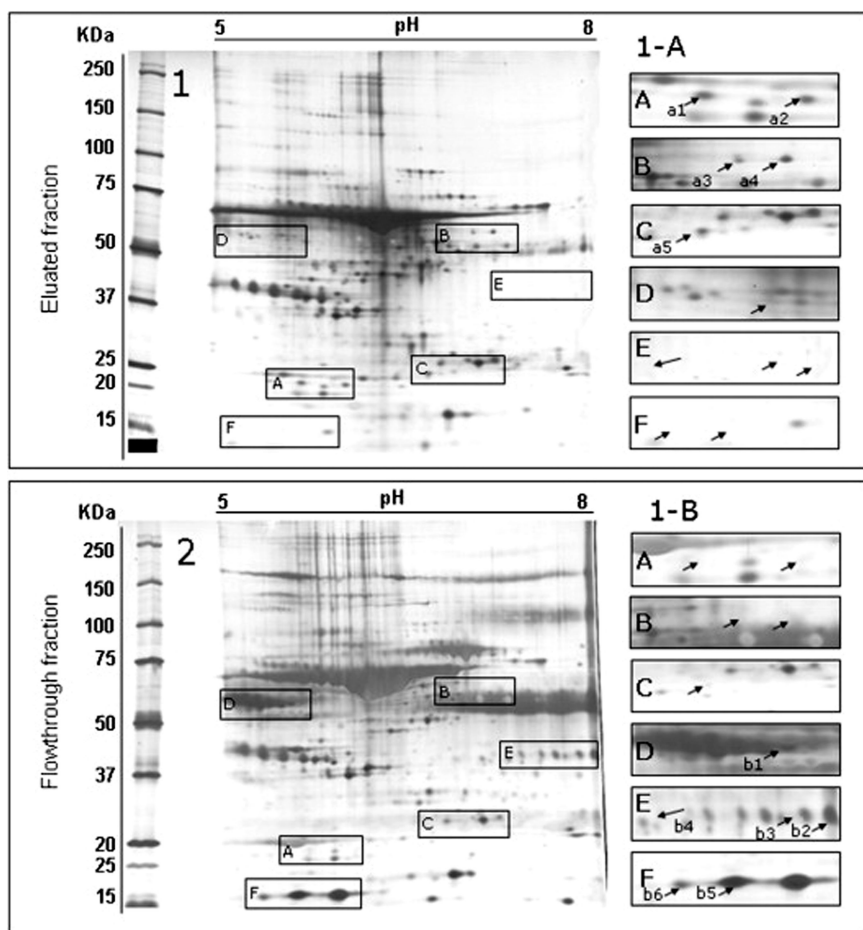 5 pH 8
KDa
1
1-A
250
150
100
75
50
37
25
20
15
Eluated fraction
D
B
E
C
A
F
A
a1
a2
B
a3
a4
C
a5
D
E
F
5 pH 8
KDa
2
1-B
250
150
100
75
50
37
20
25
15
Flowthrough fraction
D
B
E
C
A
F
A
B
C
D
b1
E
b4
b3
b2
F
b6
b5